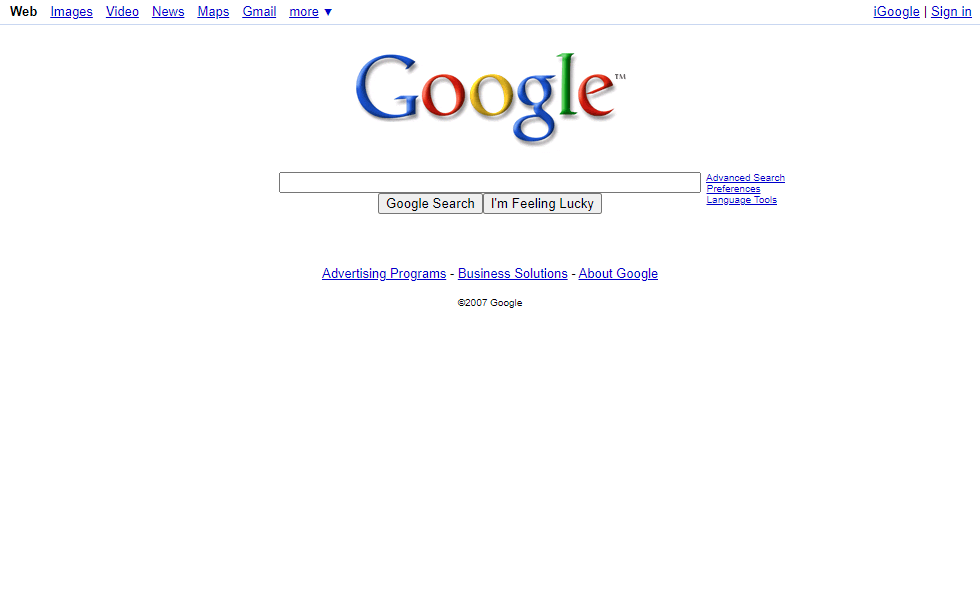 Web Images Video News Maps Gmail more ▼ iGoogle | Sign in
Google™
Advanced Search
Preferences
Language Tools
Google Search I'm Feeling Lucky
Advertising Programs - Business Solutions - About Google
©2007 Google